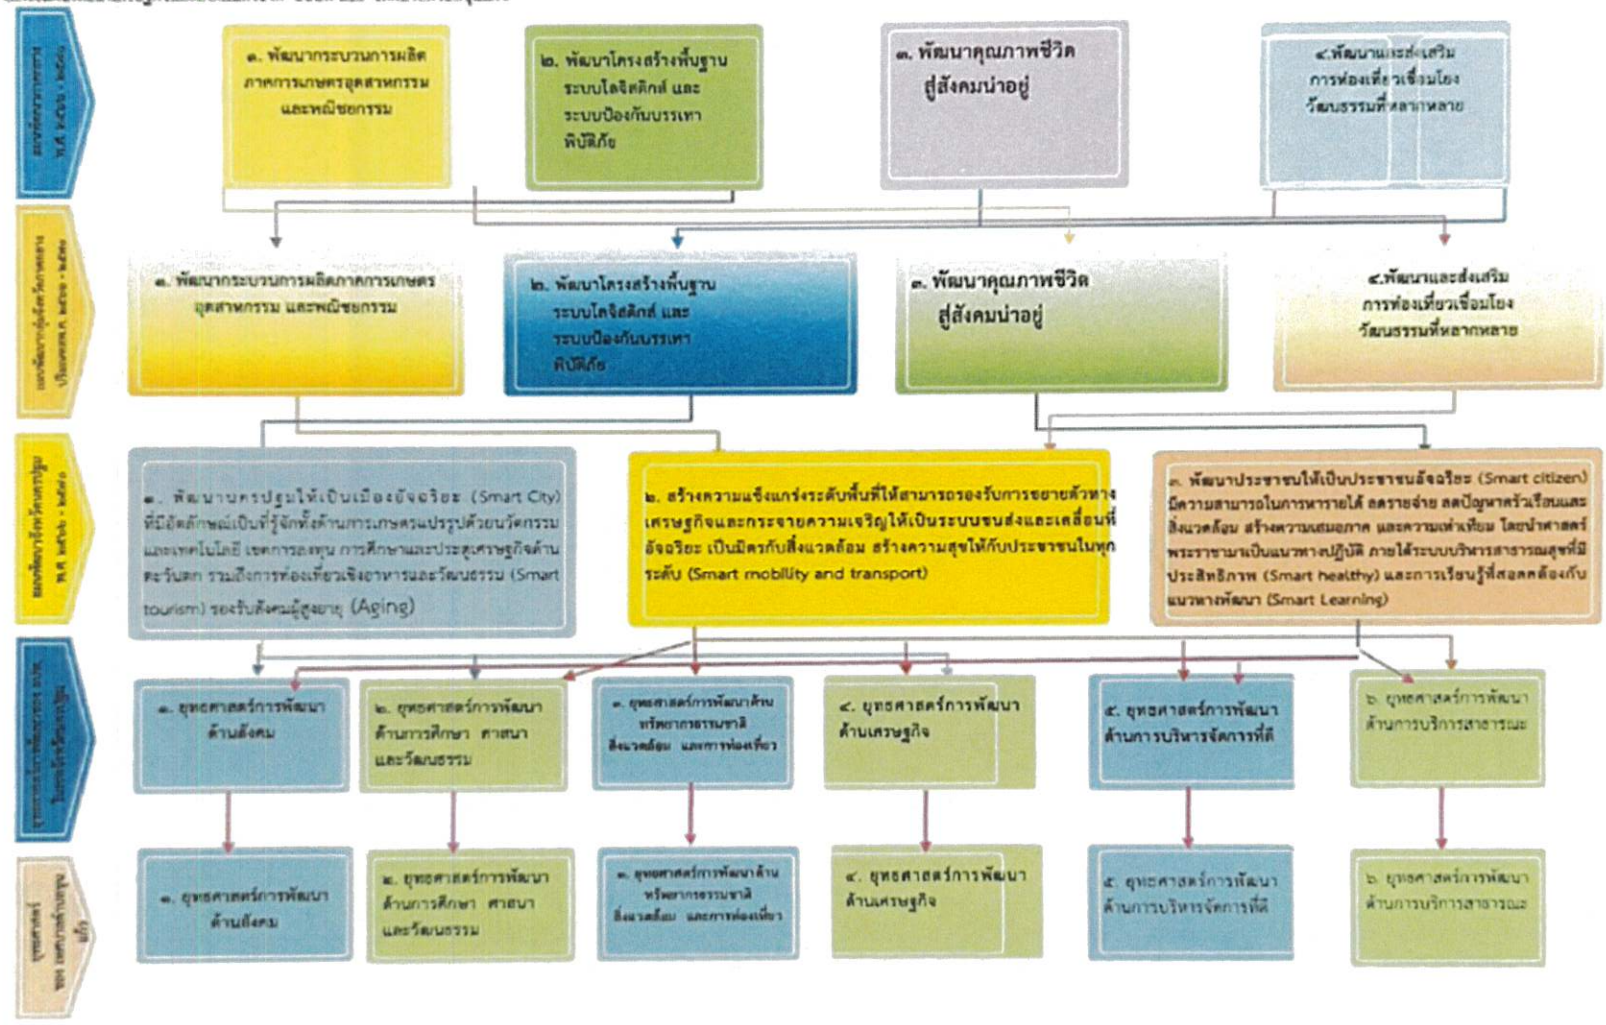 ๑. พัฒนากระบวนการผลิต
ภาคการเกษตรอุตสาหกรรม
และพณิชยกรรม
๒. พัฒนาโครงสร้างพื้นฐาน
ระบบโลจิสติกส์ และ
ระบบป้องกันบรรเทา
พิบัติภัย
๓. พัฒนาคุณภาพชีวิต
สู่สังคมน่าอยู่
๔.พัฒนาและส่งเสริม
การท่องเที่ยวเชื่อมโยง
วัฒนธรรมที่หลากหลาย
๑. พัฒนากระบวนการผลิตภาคการเกษตร
อุตสาหกรรม และพณิชยกรรม
๒. พัฒนาโครงสร้างพื้นฐาน
ระบบโลจิสติกส์ และ
ระบบป้องกันบรรเทา
พิบัติภัย
๓. พัฒนาคุณภาพชีวิต
สู่สังคมน่าอยู่
๔.พัฒนาและส่งเสริม
การท่องเที่ยวเชื่อมโยง
วัฒนธรรมที่หลากหลาย
แผนพัฒนาจังหวัดนครปฐม
๑. พัฒนานครปฐมให้เป็นเมืองอัจฉริยะ (Smart City)
ที่มีอัตลักษณ์เป็นที่รู้จักทั้งด้านการเกษตรแปรรูปด้วยนวัตกรรม
และเทคโนโลยี เขตการลงทุน การศึกษาและประตูเศรษฐกิจด้าน
ตะวันตก รวมถึงการท่องเที่ยวเชิงอาหารและวัฒนธรรม (Smart
tourism) รองรับสังคมผู้สูงอายุ (Aging)
๒. สร้างความแข็งแกร่งระดับพื้นที่ให้สามารถรองรับการขยายตัวทาง
เศรษฐกิจและกระจายความเจริญให้เป็นระบบขนส่งและเคลื่อนที่
อัจฉริยะ เป็นมิตรกับสิ่งแวดล้อม สร้างความสุขให้กับประชาชนในทุก
ระดับ (Smart mobility and transport)
๓. พัฒนาประชาชนให้เป็นประชาชนอัจฉริยะ (Smart citizen)
มีความสามารถในการหารายได้ ลดรายจ่าย ลดปัญหาครัวเรือนและ
สิ่งแวดล้อม สร้างความเสมอภาค และความเท่าเทียม โดยนำศาสตร์
พระราชามาเป็นแนวทางปฏิบัติ ภายใต้ระบบบริหารสาธารณสุขที่มี
ประสิทธิภาพ (Smart healthy) และการเรียนรู้ที่สอดคล้องกับ
แนวทางพัฒนา (Smart Learning)
๑. ยุทธศาสตร์การพัฒนา
ด้านสังคม
๒. ยุทธศาสตร์การพัฒนา
ด้านการศึกษา ศาสนา
และวัฒนธรรม
๓. ยุทธศาสตร์การพัฒนาด้าน
ทรัพยากรธรรมชาติ
สิ่งแวดล้อม และการท่องเที่ยว
๔. ยุทธศาสตร์การพัฒนา
ด้านเศรษฐกิจ
๕. ยุทธศาสตร์การพัฒนา
ด้านการบริหารจัดการที่ดี
๖. ยุทธศาสตร์การพัฒนา
ด้านการบริการสาธารณะ
ยุทธศาสตร์
๑. ยุทธศาสตร์การพัฒนา
ด้านสังคม
๒. ยุทธศาสตร์การพัฒนา
ด้านการศึกษา ศาสนา
และวัฒนธรรม
๓. ยุทธศาสตร์การพัฒนาด้าน
ทรัพยากรธรรมชาติ
สิ่งแวดล้อม และการท่องเที่ยว
๔. ยุทธศาสตร์การพัฒนา
ด้านเศรษฐกิจ
๕. ยุทธศาสตร์การพัฒนา
ด้านการบริหารจัดการที่ดี
๖. ยุทธศาสตร์การพัฒนา
ด้านการบริการสาธารณะ